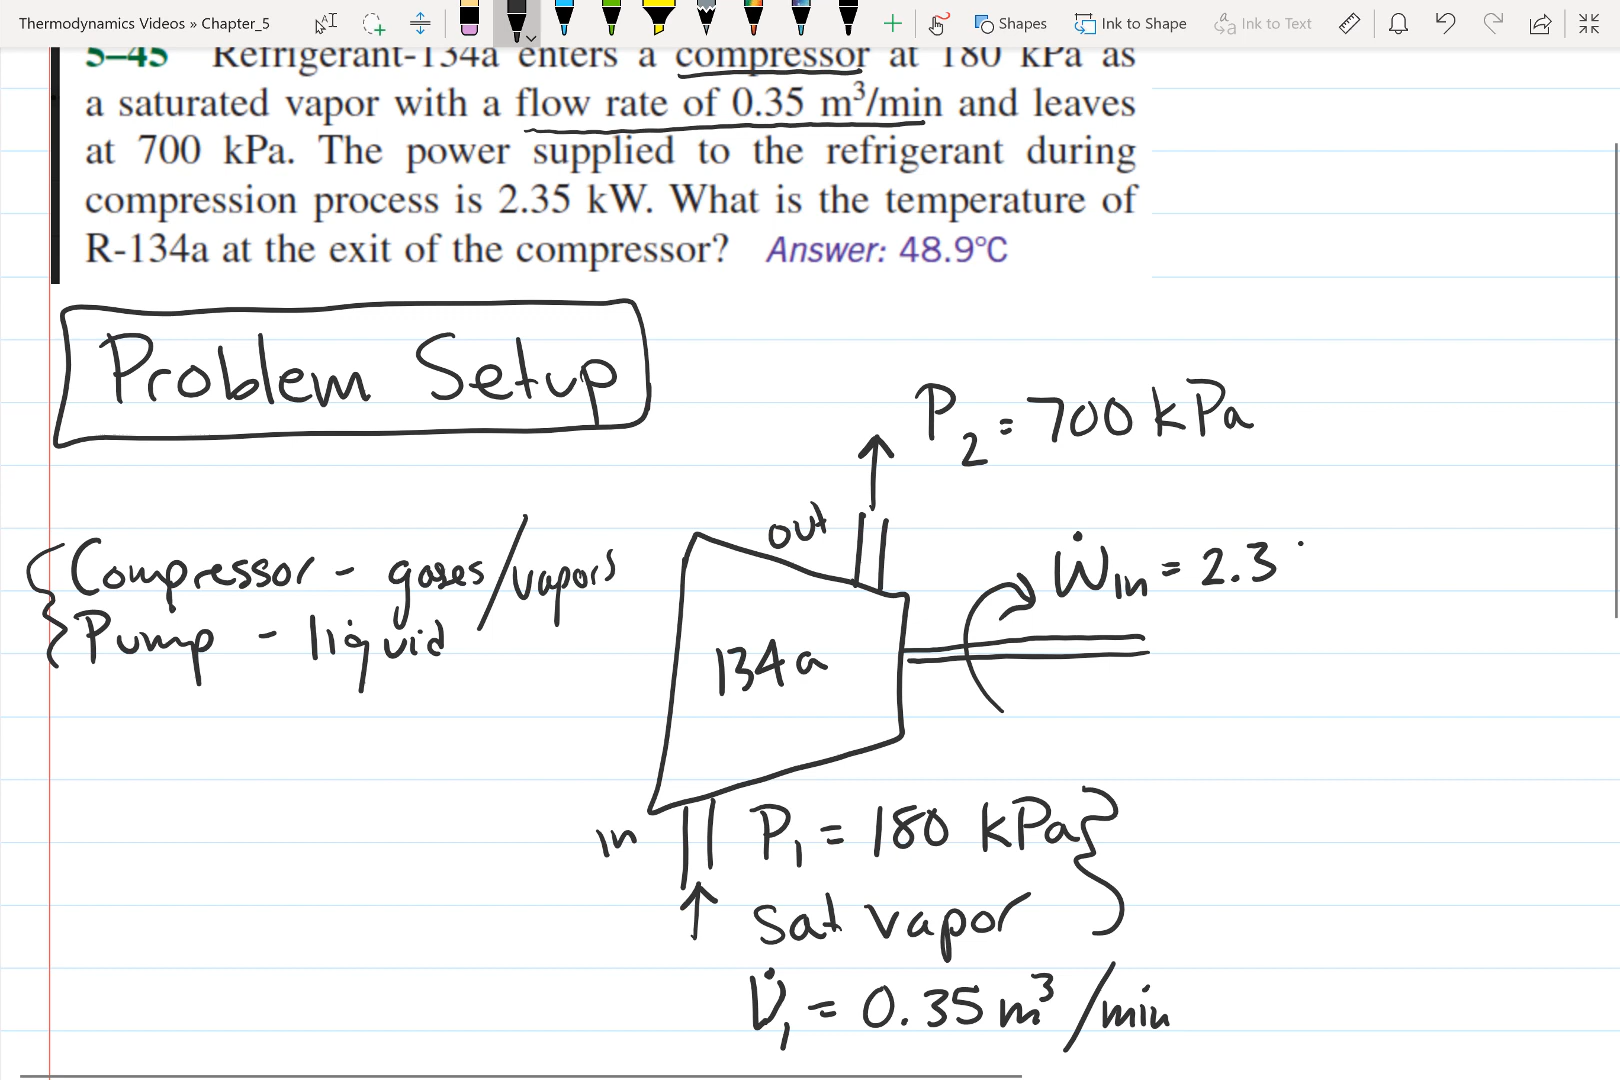 Thermodynamics Videos » Chapter_5
Shapes
Ink to Shape
Ink to Text
5–45 Refrigerant-134a enters a compressor at 180 kPa as
a saturated vapor with a flow rate of 0.35 m³/min and leaves
at 700 kPa. The power supplied to the refrigerant during
compression process is 2.35 kW. What is the temperature of
R-134a at the exit of the compressor? Answer: 48.9°C
Problem Setup
P₂ = 700 kPa
out
Compressor - gases/vapors
Pump - liquid
Ẇin = 2.3
134a
in
P₁ = 180 kPa
sat vapor
V̇₁ = 0.35 m³/min